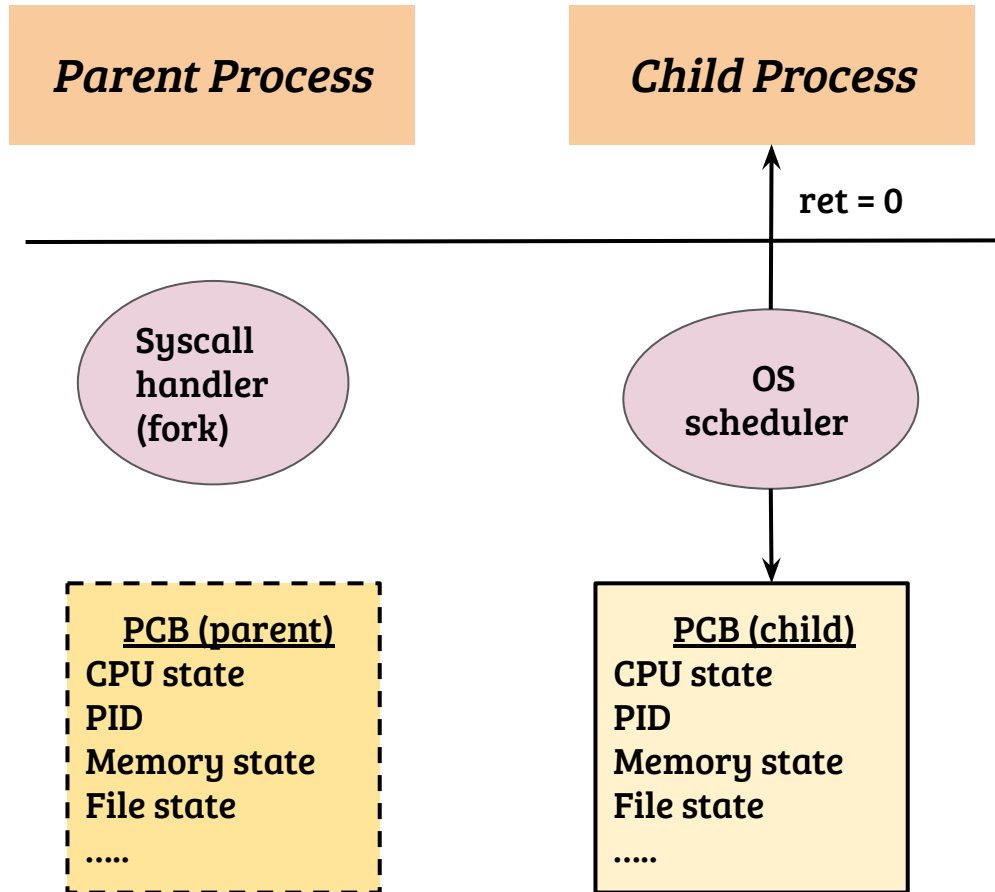 Parent Process
Child Process
ret = 0
Syscall
handler
(fork)
OS
scheduler
PCB (parent)
CPU state
PID
Memory state
File state
.....
PCB (child)
CPU state
PID
Memory state
File state
.....